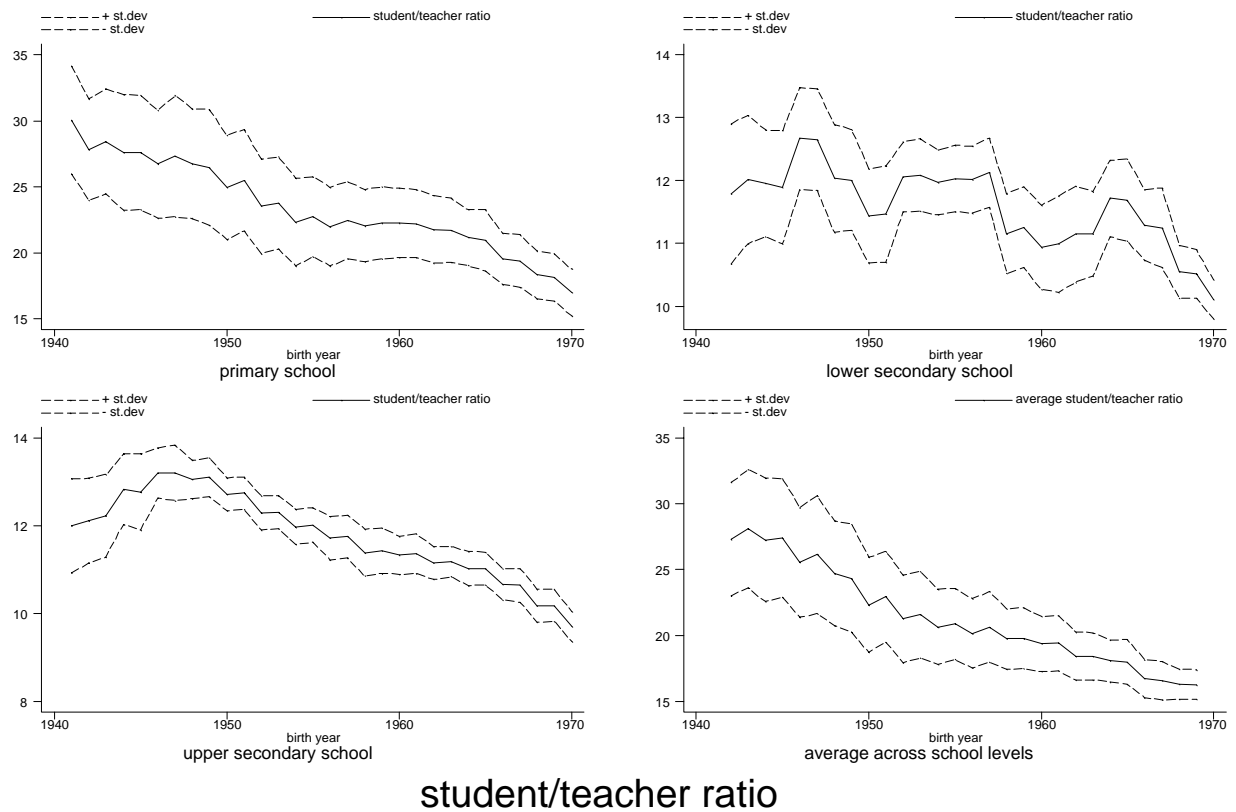 + st.dev student/teacher ratio
- st.dev
35
30
25
20
15
1940 1950 1960 1970
birth year
primary school
+ st.dev student/teacher ratio
- st.dev
14
13
12
11
10
1940 1950 1960 1970
birth year
lower secondary school
+ st.dev student/teacher ratio
- st.dev
14
12
10
8
1940 1950 1960 1970
birth year
upper secondary school
+ st.dev average student/teacher ratio
- st.dev
35
30
25
20
15
1940 1950 1960 1970
birth year
average across school levels
student/teacher ratio